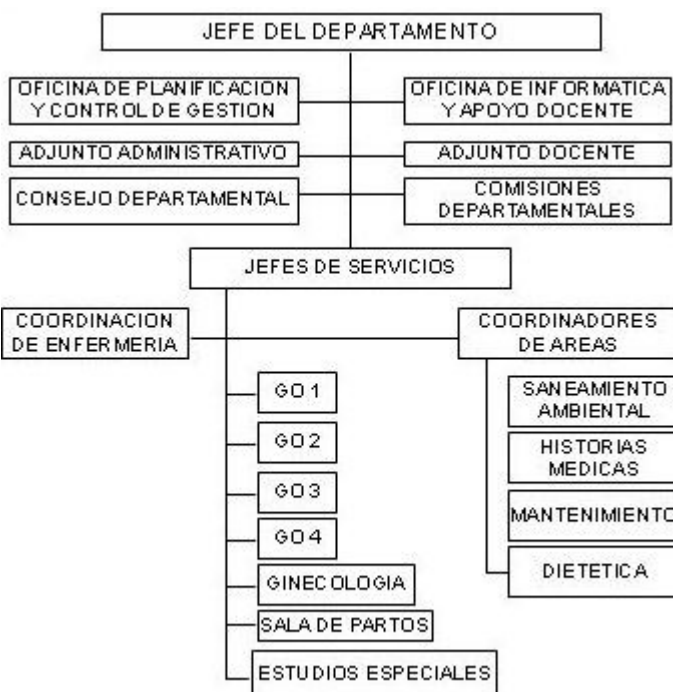 JEFE DEL DEPARTAMENTO
OFICINA DE PLANIFICACION
Y CONTROL DE GESTION
OFICINA DE INFORMATICA
Y APOYO DOCENTE
ADJUNTO ADMINISTRATIVO
ADJUNTO DOCENTE
CONSEJO DEPARTAMENTAL
COMISIONES
DEPARTAMENTALES
JEFES DE SERVICIOS
COORDINACION
DE ENFERMERIA
COORDINADORES
DE AREAS
GO 1
GO 2
GO 3
GO 4
GINECOLOGIA
SALA DE PARTOS
ESTUDIOS ESPECIALES
SANEAMIENTO
AMBIENTAL
HISTORIAS
MEDICAS
MANTENIMIENTO
DIETETICA